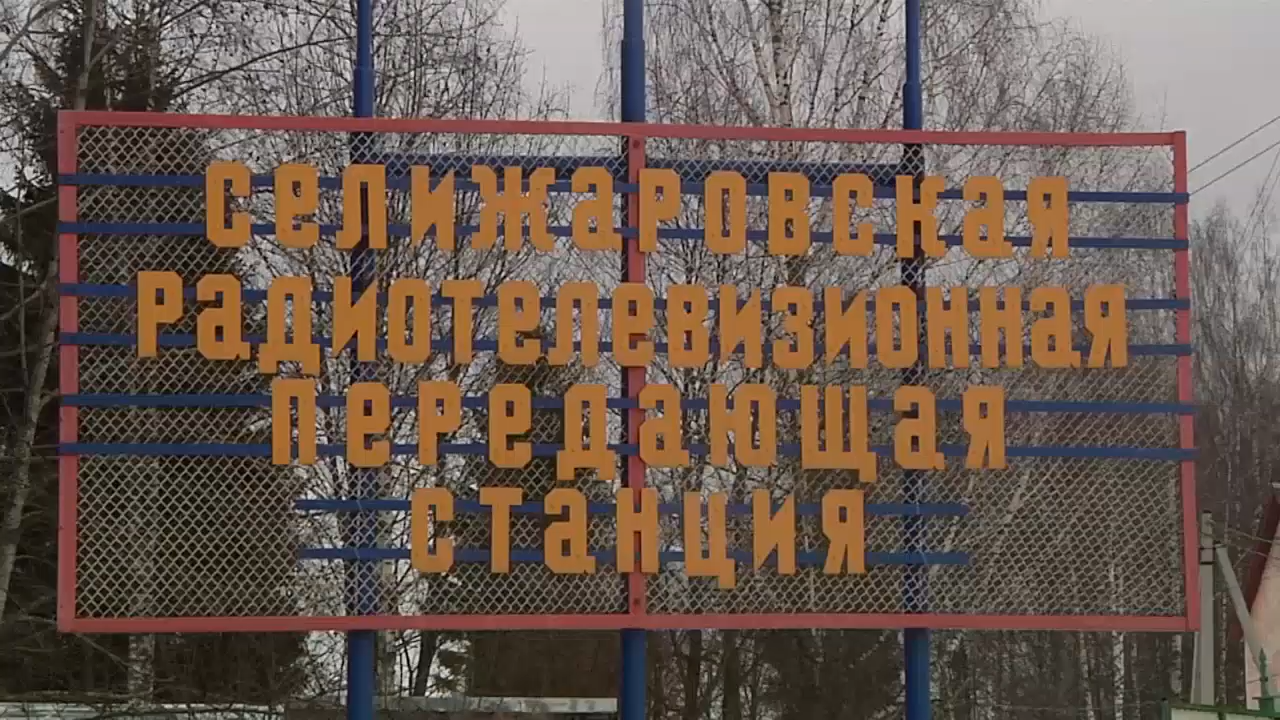 селижаровская
Радиотелевизионная
передающая
станция